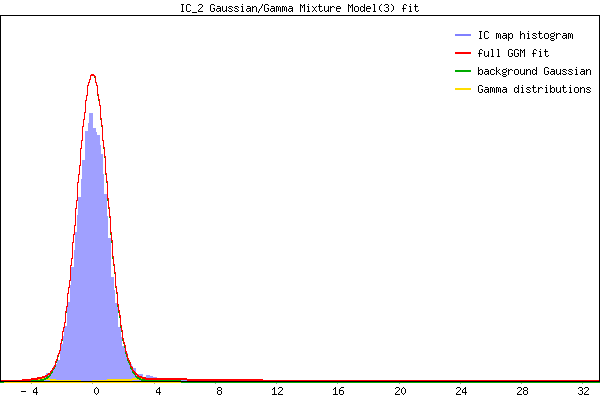 IC_2 Gaussian/Gamma Mixture Model(3) fit
IC map histogram
full GGM fit
background Gaussian
Gamma distributions
-4 0 4 8 12 16 20 24 28 32